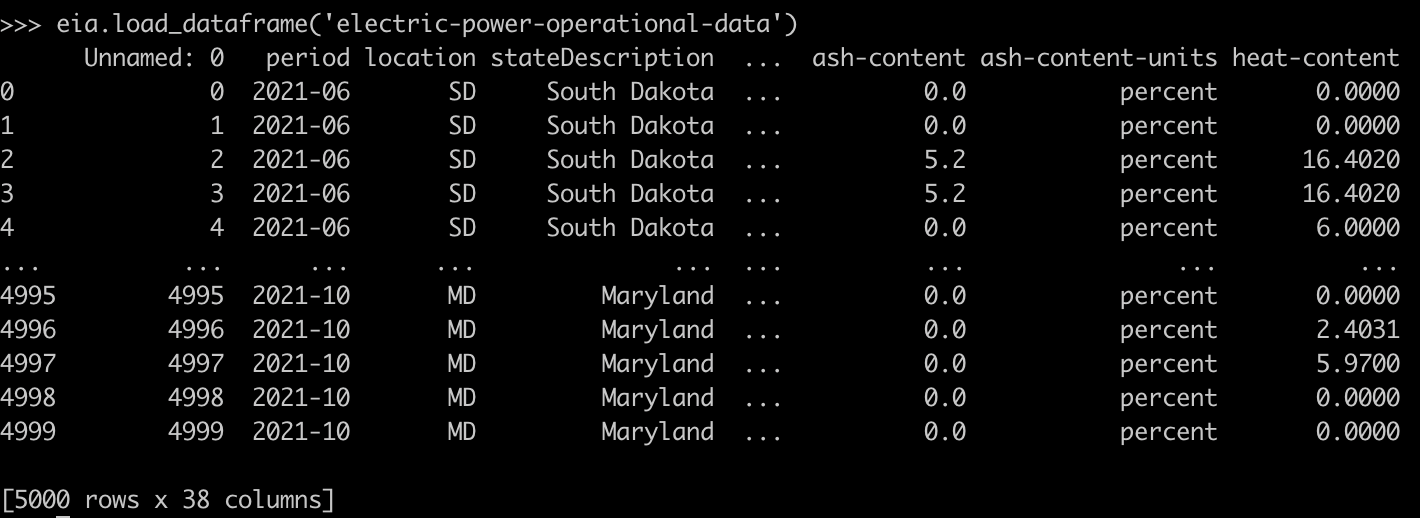 >>> eia.load_dataframe('electric-power-operational-data')
      Unnamed: 0   period location stateDescription  ...  ash-content ash-content-units heat-content
0              0  2021-06       SD     South Dakota  ...          0.0           percent       0.0000
1              1  2021-06       SD     South Dakota  ...          0.0           percent       0.0000
2              2  2021-06       SD     South Dakota  ...          5.2           percent      16.4020
3              3  2021-06       SD     South Dakota  ...          5.2           percent      16.4020
4              4  2021-06       SD     South Dakota  ...          0.0           percent       6.0000
...          ...      ...      ...              ...  ...          ...               ...          ...
4995        4995  2021-10       MD         Maryland  ...          0.0           percent       0.0000
4996        4996  2021-10       MD         Maryland  ...          0.0           percent       2.4031
4997        4997  2021-10       MD         Maryland  ...          0.0           percent       5.9700
4998        4998  2021-10       MD         Maryland  ...          0.0           percent       0.0000
4999        4999  2021-10       MD         Maryland  ...          0.0           percent       0.0000

[5000 rows x 38 columns]